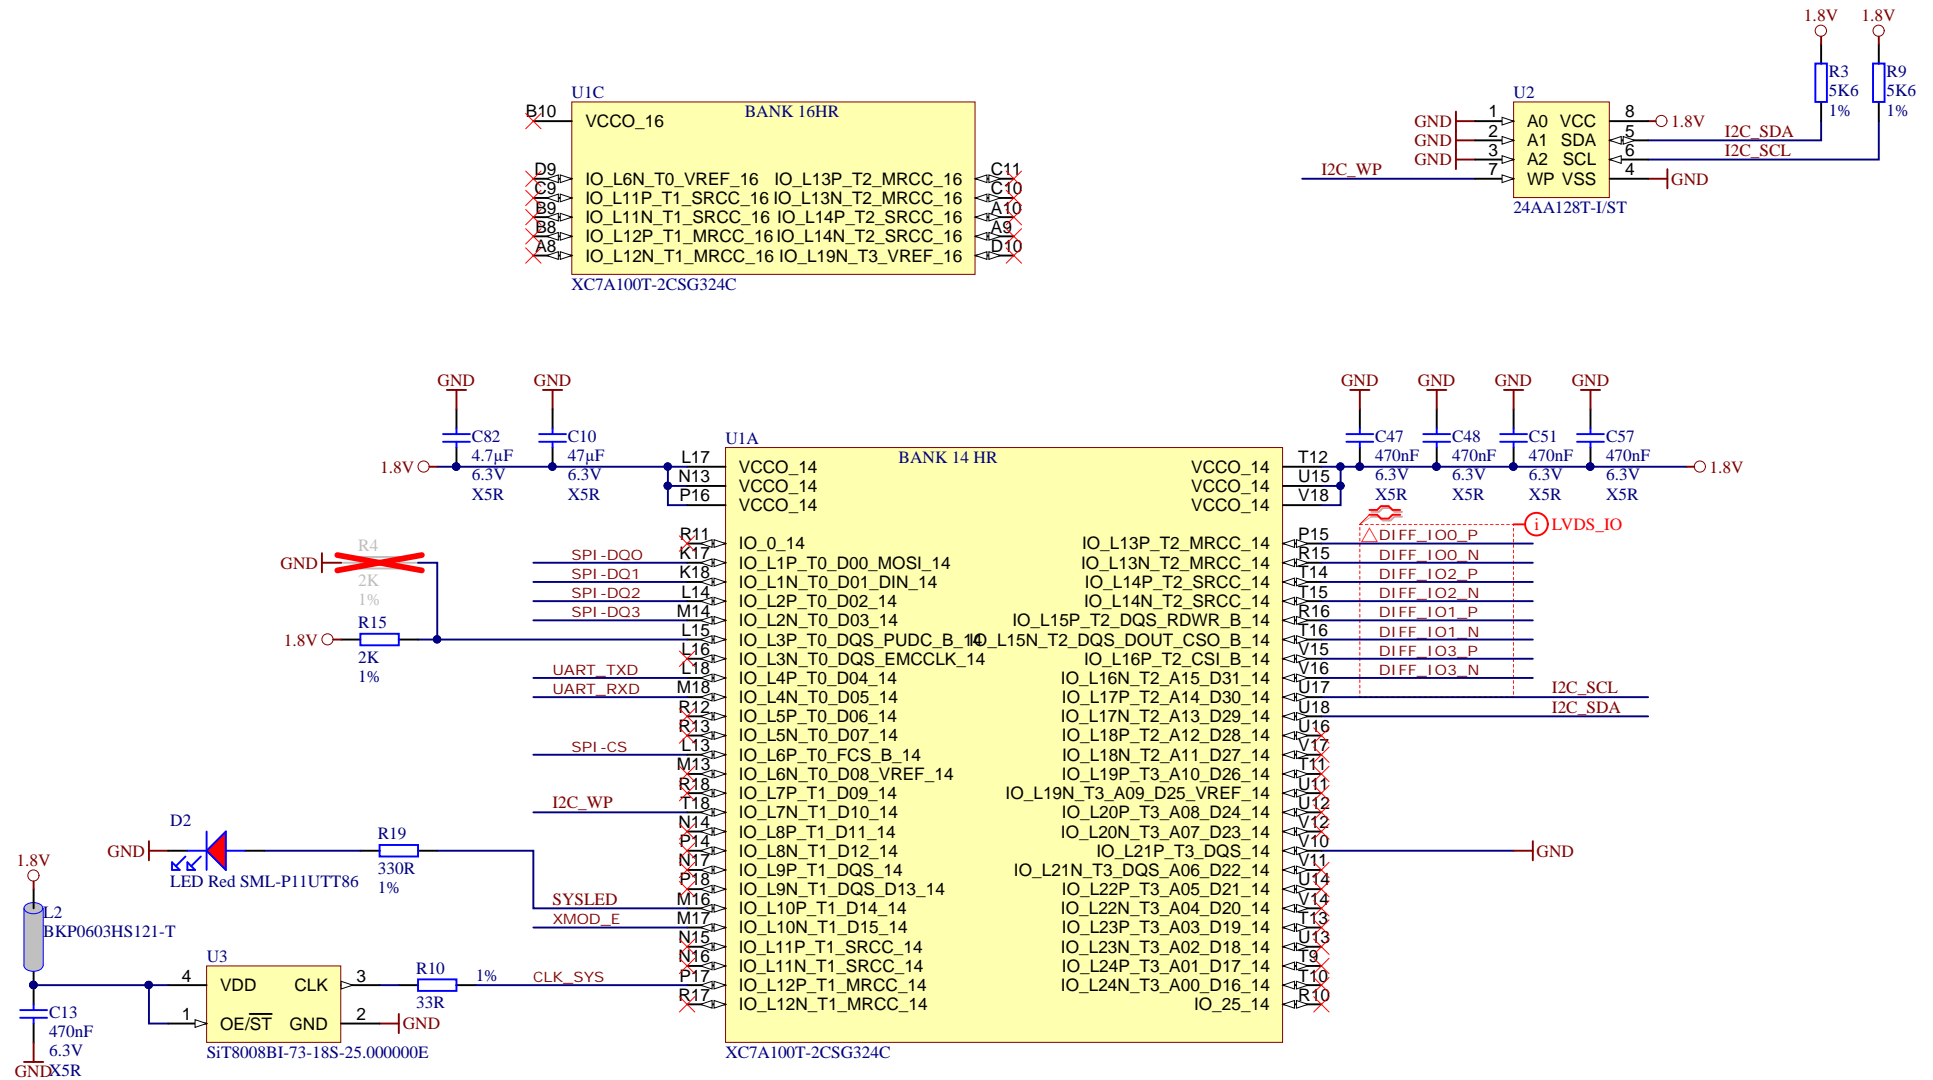 1.8V 1.8V
R3
5K6
1%
R9
5K6
1%
U1C
BANK 16HR
B10 VCCO_16
D9 IO_L6N_T0_VREF_16 IO_L13P_T2_MRCC_16 C11
C9 IO_L11P_T1_SRCC_16 IO_L13N_T2_MRCC_16 C10
B9 IO_L11N_T1_SRCC_16 IO_L14P_T2_SRCC_16 A10
B8 IO_L12P_T1_MRCC_16 IO_L14N_T2_SRCC_16 A9
A8 IO_L12N_T1_MRCC_16 IO_L19N_T3_VREF_16 D10
XC7A100T-2CSG324C
U2
GND 1 A0 VCC 8 1.8V
GND 2 A1 SDA 5 I2C_SDA
GND 3 A2 SCL 6 I2C_SCL
I2C_WP 7 WP VSS 4 GND
24AA128T-I/ST
GND GND
C82
4.7µF
6.3V
X5R
C10
47µF
6.3V
X5R
1.8V
GND GND GND GND
C47
470nF
6.3V
X5R
C48
470nF
6.3V
X5R
C51
470nF
6.3V
X5R
C57
470nF
6.3V
X5R
1.8V
U1A
BANK 14 HR
L17 VCCO_14 VCCO_14 T12
N13 VCCO_14 VCCO_14 U15
P16 VCCO_14 VCCO_14 V18
i LVDS_IO
R11 IO_0_14 IO_L13P_T2_MRCC_14 P15 DIFF_IO0_P
SPI-DQ0 K17 IO_L1P_T0_D00_MOSI_14 IO_L13N_T2_MRCC_14 R15 DIFF_IO0_N
SPI-DQ1 K18 IO_L1N_T0_D01_DIN_14 IO_L14P_T2_SRCC_14 T14 DIFF_IO2_P
SPI-DQ2 L14 IO_L2P_T0_D02_14 IO_L14N_T2_SRCC_14 T15 DIFF_IO2_N
SPI-DQ3 M14 IO_L2N_T0_D03_14 IO_L15P_T2_DQS_RDWR_B_14 R16 DIFF_IO1_P
L15 IO_L3P_T0_DQS_PUDC_B_14 IO_L15N_T2_DQS_DOUT_CSO_B_14 T16 DIFF_IO1_N
L16 IO_L3N_T0_DQS_EMCCLK_14 IO_L16P_T2_CSI_B_14 V15 DIFF_IO3_P
UART_TXD L18 IO_L4P_T0_D04_14 IO_L16N_T2_A15_D31_14 V16 DIFF_IO3_N
UART_RXD M18 IO_L4N_T0_D05_14 IO_L17P_T2_A14_D30_14 U17 I2C_SCL
R12 IO_L5P_T0_D06_14 IO_L17N_T2_A13_D29_14 U18 I2C_SDA
R13 IO_L5N_T0_D07_14 IO_L18P_T2_A12_D28_14 U16
SPI-CS L13 IO_L6P_T0_FCS_B_14 IO_L18N_T2_A11_D27_14 V17
M13 IO_L6N_T0_D08_VREF_14 IO_L19P_T3_A10_D26_14 T11
R18 IO_L7P_T1_D09_14 IO_L19N_T3_A09_D25_VREF_14 U11
I2C_WP T18 IO_L7N_T1_D10_14 IO_L20P_T3_A08_D24_14 U12
N14 IO_L8P_T1_D11_14 IO_L20N_T3_A07_D23_14 V12
P14 IO_L8N_T1_D12_14 IO_L21P_T3_DQS_14 V10 GND
N17 IO_L9P_T1_DQS_14 IO_L21N_T3_DQS_A06_D22_14 V11
P18 IO_L9N_T1_DQS_D13_14 IO_L22P_T3_A05_D21_14 U14
SYSLED M16 IO_L10P_T1_D14_14 IO_L22N_T3_A04_D20_14 V14
XMOD_E M17 IO_L10N_T1_D15_14 IO_L23P_T3_A03_D19_14 T13
N15 IO_L11P_T1_SRCC_14 IO_L23N_T3_A02_D18_14 U13
N16 IO_L11N_T1_SRCC_14 IO_L24P_T3_A01_D17_14 T9
CLK_SYS P17 IO_L12P_T1_MRCC_14 IO_L24N_T3_A00_D16_14 T10
R17 IO_L12N_T1_MRCC_14 IO_25_14 R10
XC7A100T-2CSG324C
R4
GND
2K
1%
R15
1.8V
2K
1%
D2
GND
LED Red SML-P11UTT86
R19
330R
1%
1.8V
L2
BKP0603HS121-T
U3
4 VDD CLK 3
1 OE/ST GND 2 GND
SiT8008BI-73-18S-25.000000E
R10 1%
33R
C13
470nF
6.3V
X5R
GND